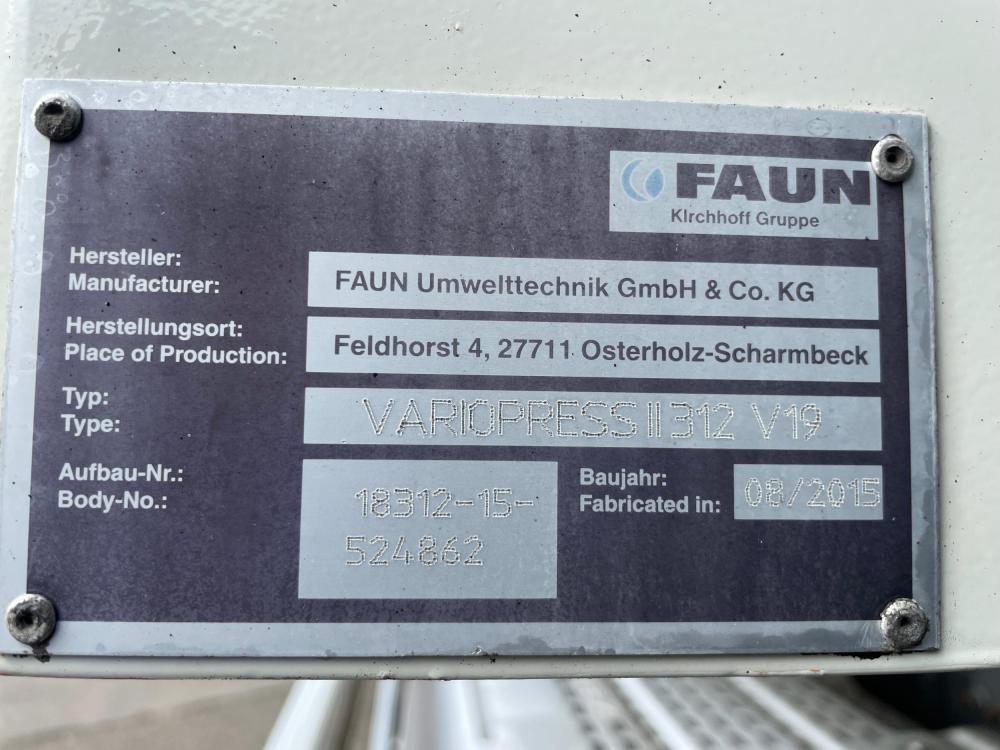 FAUN
KIrchhoff Gruppe
Hersteller:
Manufacturer:
FAUN Umwelttechnik GmbH & Co. KG
Herstellungsort:
Place of Production:
Feldhorst 4, 27711 Osterholz-Scharmbeck
Typ:
Type:
VARIOPRESS II 312 V19
Aufbau-Nr.:
Body-No.:
18312-15-
524862
Baujahr:
Fabricated in:
08/2015